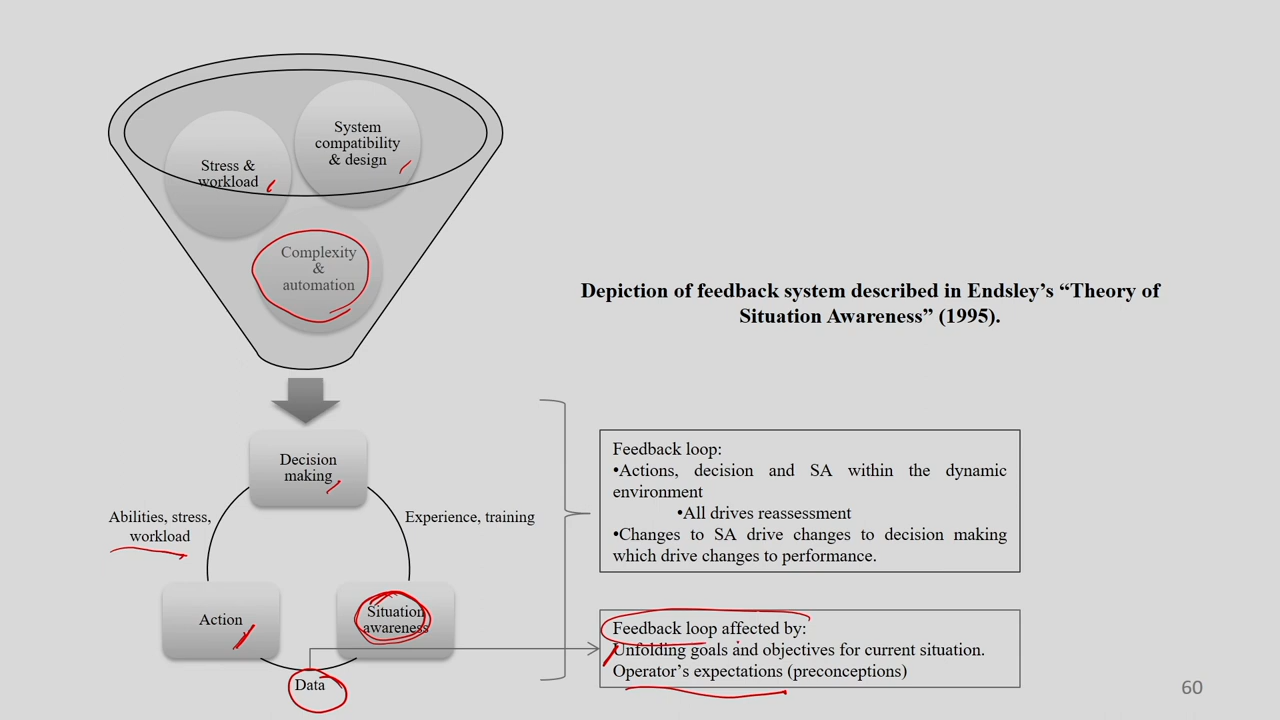 System
compatibility
& design
Stress &
workload
Complexity
&
automation
Depiction of feedback system described in Endsley’s “Theory of
Situation Awareness” (1995).
Decision
making
Abilities, stress,
workload
Experience, training
Action
Situation
awareness
Data
Feedback loop:
•Actions, decision and SA within the dynamic
environment
•All drives reassessment
•Changes to SA drive changes to decision making
which drive changes to performance.
Feedback loop affected by:
Unfolding goals and objectives for current situation.
Operator’s expectations (preconceptions)
60